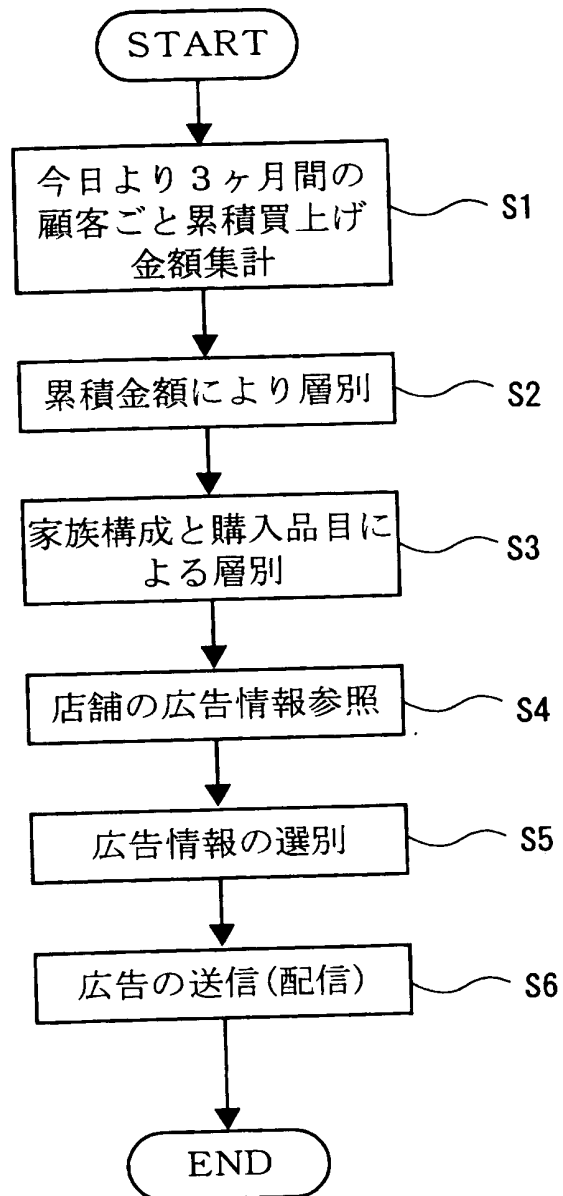 START
今日より3ヶ月間の
顧客ごと累積買上げ
金額集計
S1
累積金額により層別
S2
家族構成と購入品目に
よる層別
S3
店舗の広告情報参照
S4
広告情報の選別
S5
広告の送信(配信)
S6
END